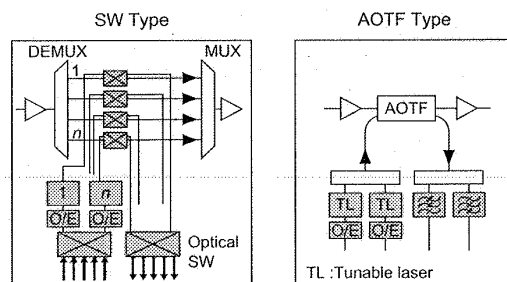 SW Type
DEMUX
MUX
1
n
1
n
O/E
O/E
Optical
SW
AOTF Type
AOTF
TL
TL
O/E
O/E
TL :Tunable laser